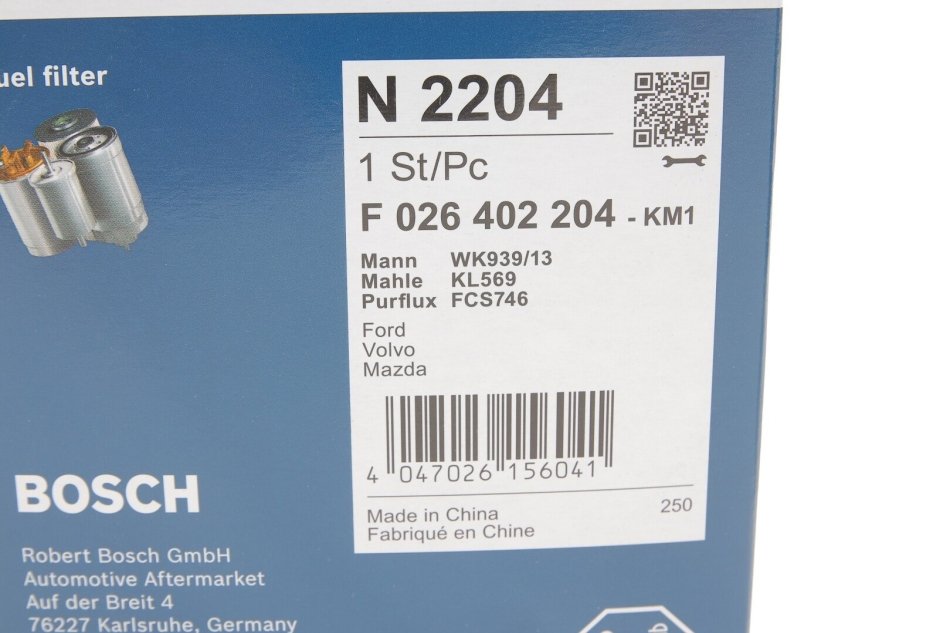 uel filter
N 2204
1 St/Pc
F 026 402 204 - KM1
Mann WK939/13
Mahle KL569
Purflux FCS746
Ford
Volvo
Mazda
4 047026 156041
Made in China 250
Fabriqué en Chine
BOSCH
Robert Bosch GmbH
Automotive Aftermarket
Auf der Breit 4
76227 Karlsruhe, Germany